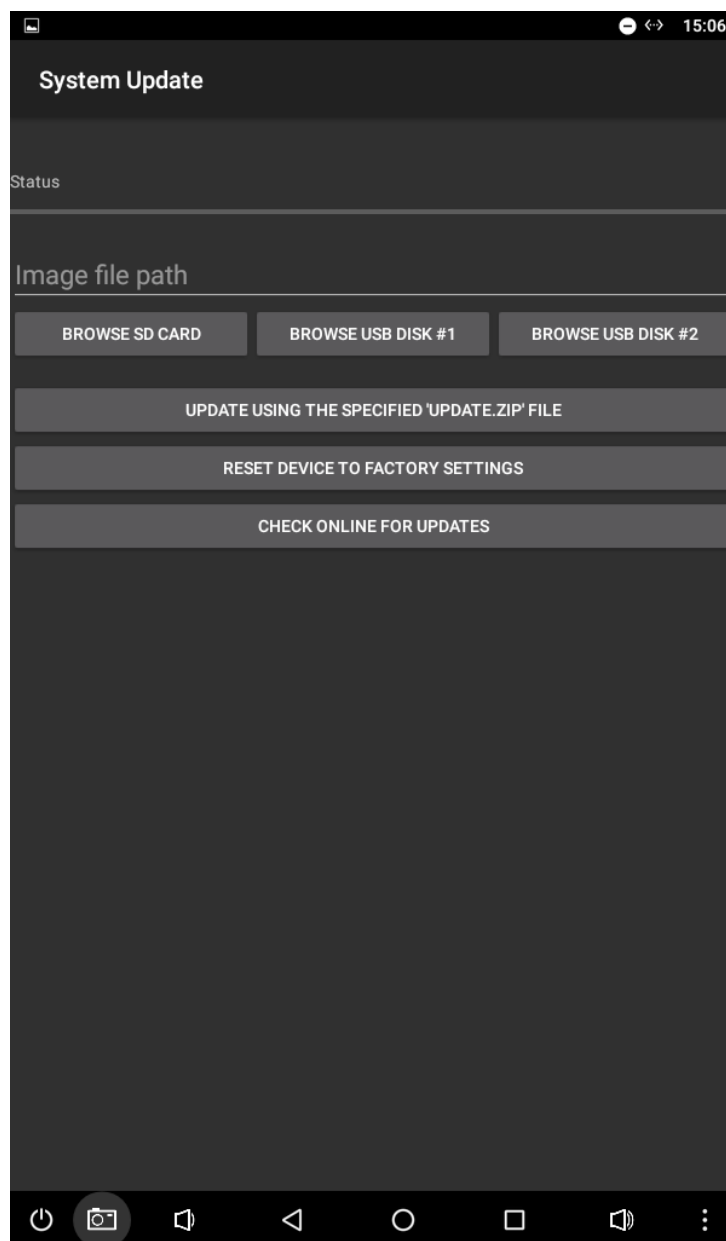 15:06
System Update
Status
Image file path
BROWSE SD CARD BROWSE USB DISK #1 BROWSE USB DISK #2
UPDATE USING THE SPECIFIED 'UPDATE.ZIP' FILE
RESET DEVICE TO FACTORY SETTINGS
CHECK ONLINE FOR UPDATES